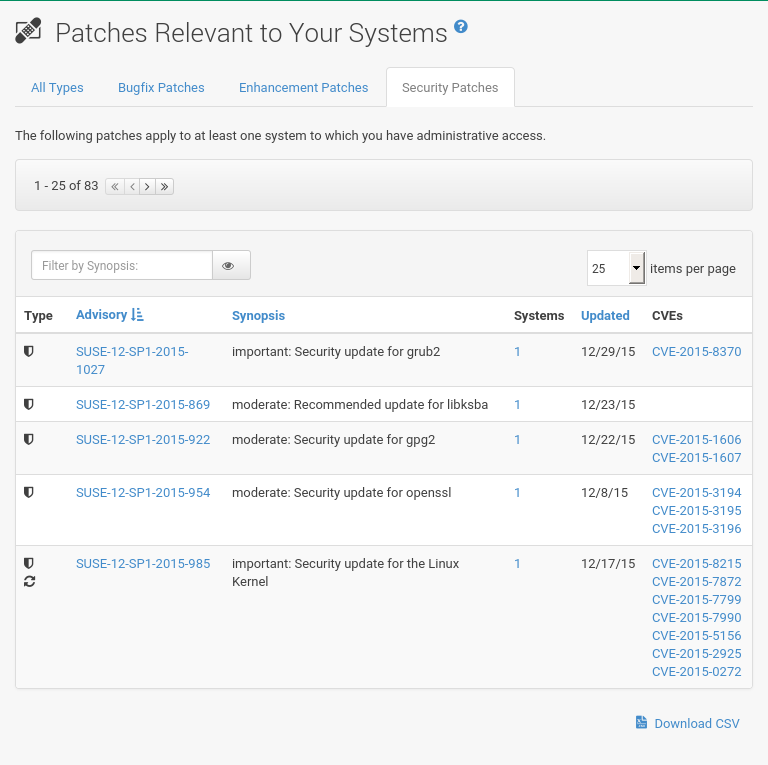 Patches Relevant to Your Systems ?
All Types Bugfix Patches Enhancement Patches Security Patches
The following patches apply to at least one system to which you have administrative access.
1 - 25 of 83
Filter by Synopsis: 25 items per page
Type Advisory Synopsis Systems Updated CVEs
SUSE-12-SP1-2015- important: Security update for grub2 1 12/29/15 CVE-2015-8370
1027
SUSE-12-SP1-2015-869 moderate: Recommended update for libksba 1 12/23/15
SUSE-12-SP1-2015-922 moderate: Security update for gpg2 1 12/22/15 CVE-2015-1606
CVE-2015-1607
SUSE-12-SP1-2015-954 moderate: Security update for openssl 1 12/8/15 CVE-2015-3194
CVE-2015-3195
CVE-2015-3196
SUSE-12-SP1-2015-985 important: Security update for the Linux 1 12/17/15 CVE-2015-8215
Kernel CVE-2015-7872
CVE-2015-7799
CVE-2015-7990
CVE-2015-5156
CVE-2015-2925
CVE-2015-0272
Download CSV